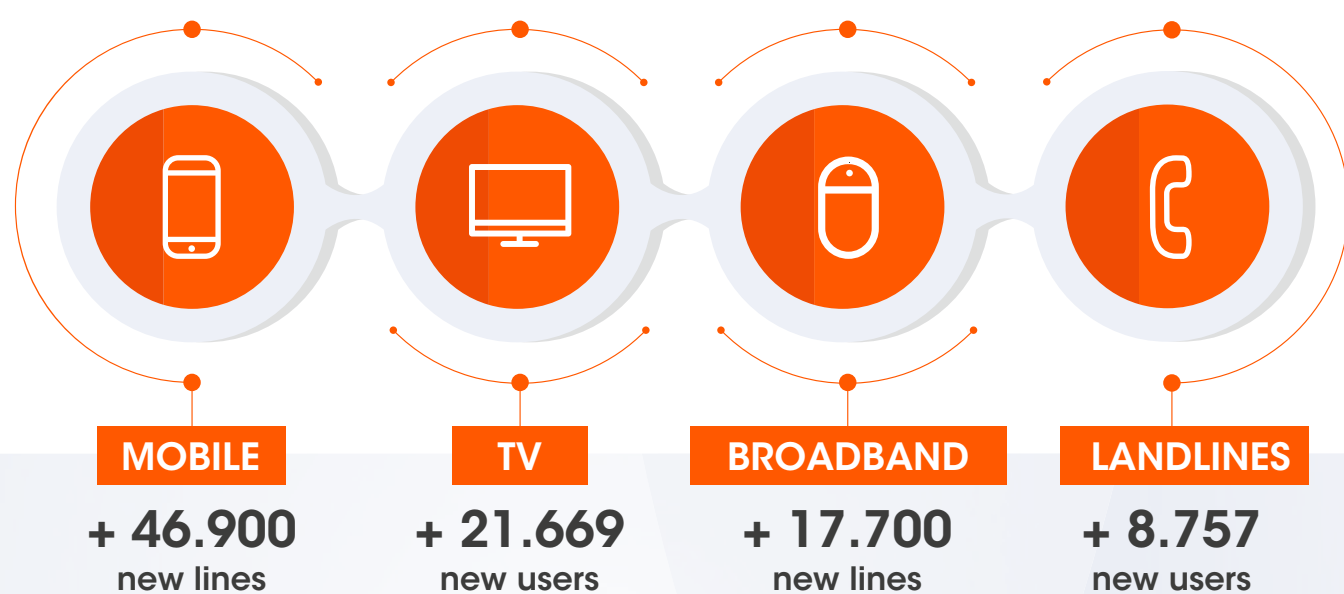 MOBILE
TV
BROADBAND
LANDLINES
+ 46.900
+ 21.669
+ 17.700
+ 8.757
new lines
new users
new lines
new users